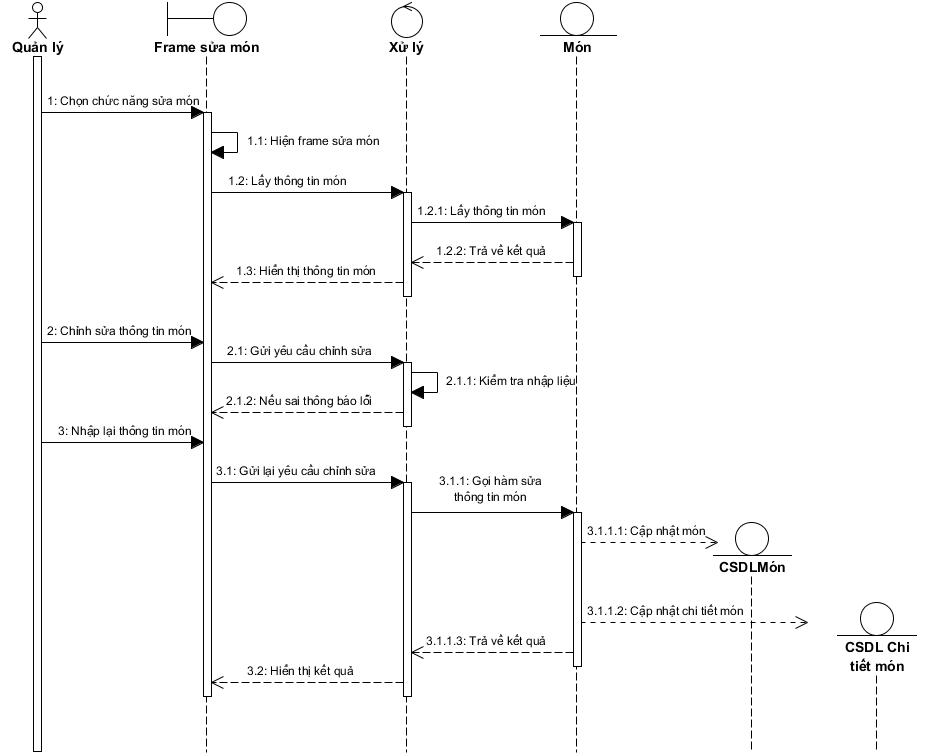 Quản lý
Frame sửa món
Xử lý
Món
1: Chọn chức năng sửa món
1.1: Hiện frame sửa món
1.2: Lấy thông tin món
1.2.1: Lấy thông tin món
1.2.2: Trả về kết quả
1.3: Hiển thị thông tin món
2: Chỉnh sửa thông tin món
2.1: Gửi yêu cầu chỉnh sửa
2.1.1: Kiểm tra nhập liệu
2.1.2: Nếu sai thông báo lỗi
3: Nhập lại thông tin món
3.1: Gửi lại yêu cầu chỉnh sửa
3.1.1: Gọi hàm sửa
thông tin món
3.1.1.1: Cập nhật món
CSDLMón
3.1.1.2: Cập nhật chi tiết món
3.1.1.3: Trả về kết quả
CSDL Chi
tiết món
3.2: Hiển thị kết quả